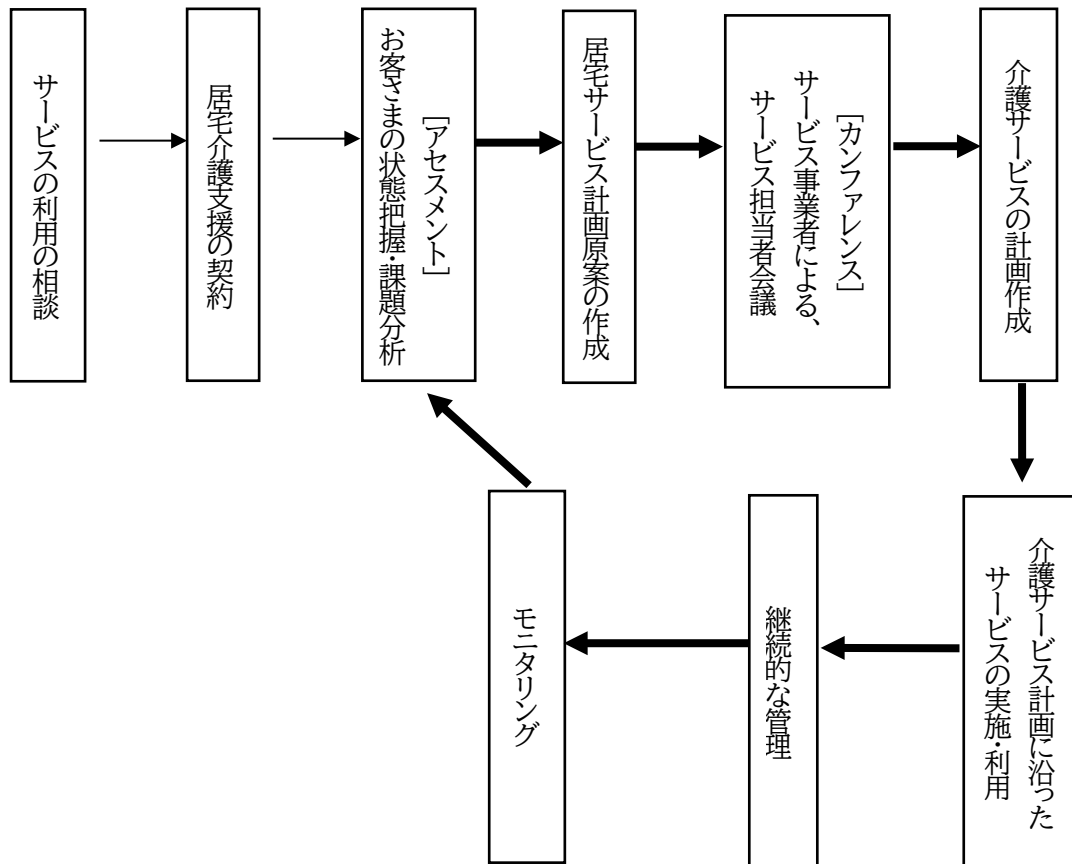 サービスの利用の相談
居宅介護支援の契約
［アセスメント］
お客さまの状態把握・課題分析
居宅サービス計画原案の作成
［カンファレンス］
サービス事業者による、
サービス担当者会議
介護サービスの計画作成
介護サービス計画に沿った
サービスの実施・利用
継続的な管理
モニタリング